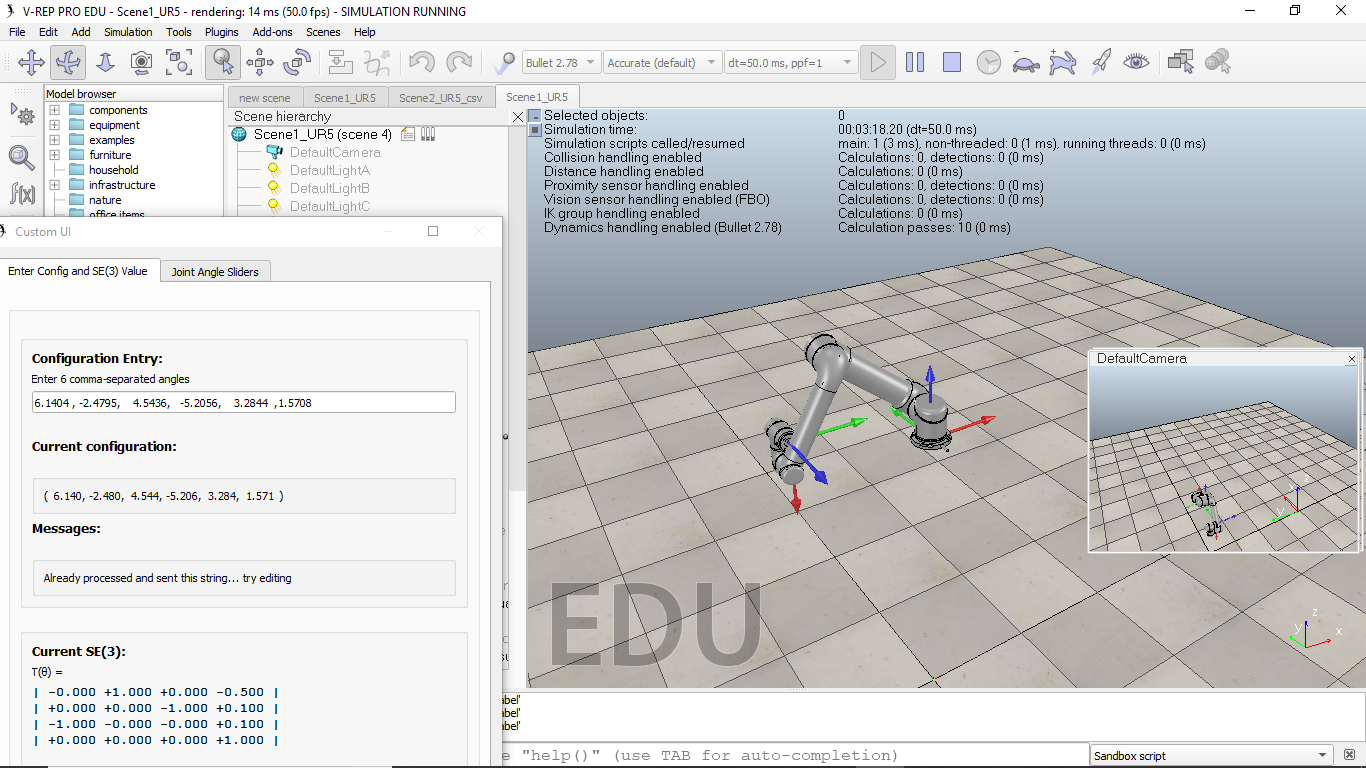 V-REP PRO EDU - Scene1_UR5 - rendering: 14 ms (50.0 fps) - SIMULATION RUNNING
File Edit Add Simulation Tools Plugins Add-ons Scenes Help
Bullet 2.78 Accurate (default) dt=50.0 ms, ppf=1
Model browser
components
equipment
examples
furniture
household
infrastructure
nature
office items
new scene Scene1_UR5 Scene2_UR5_csv Scene1_UR5
Scene hierarchy
Scene1_UR5 (scene 4)
DefaultCamera
DefaultLightA
DefaultLightB
DefaultLightC
Selected objects: 0
Simulation time: 00:03:18.20 (dt=50.0 ms)
Simulation scripts called/resumed main: 1 (3 ms), non-threaded: 0 (1 ms), running threads: 0 (0 ms)
Collision handling enabled Calculations: 0, detections: 0 (0 ms)
Distance handling enabled Calculations: 0 (0 ms)
Proximity sensor handling enabled Calculations: 0, detections: 0 (0 ms)
Vision sensor handling enabled (FBO) Calculations: 0, detections: 0 (0 ms)
IK group handling enabled Calculations: 0 (0 ms)
Dynamics handling enabled (Bullet 2.78) Calculation passes: 10 (0 ms)
Custom UI
Enter Config and SE(3) Value Joint Angle Sliders
Configuration Entry:
Enter 6 comma-separated angles
6.1404 , -2.4795, 4.5436, -5.2056, 3.2844 ,1.5708
Current configuration:
( 6.140, -2.480, 4.544, -5.206, 3.284, 1.571 )
Messages:
Already processed and sent this string... try editing
Current SE(3):
T(θ) =
| -0.000 +1.000 +0.000 -0.500 |
| +0.000 +0.000 -1.000 +0.100 |
| -1.000 -0.000 -0.000 +0.100 |
| +0.000 +0.000 +0.000 +1.000 |
DefaultCamera
x z
y
EDU
z
y x
abel'
abel'
abel'
e "help()" (use TAB for auto-completion)
Sandbox script